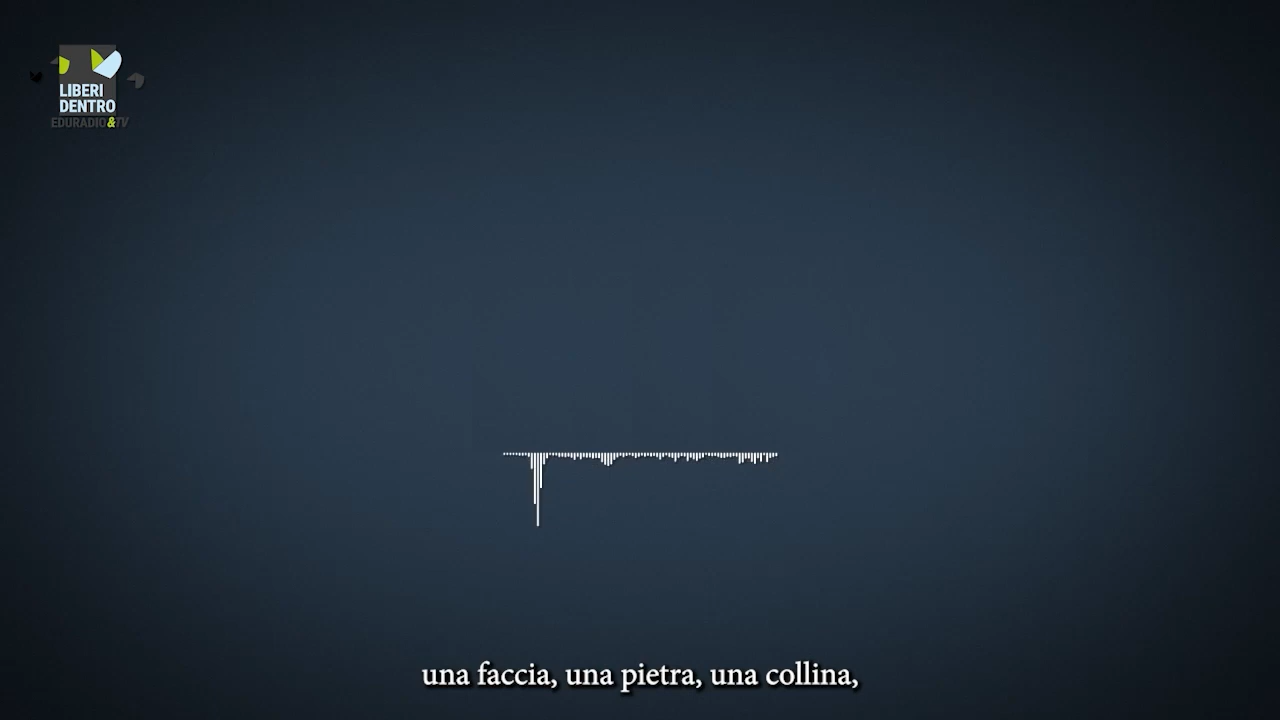 LIBERI
DENTRO
EDURADIO&TV
una faccia, una pietra, una collina,